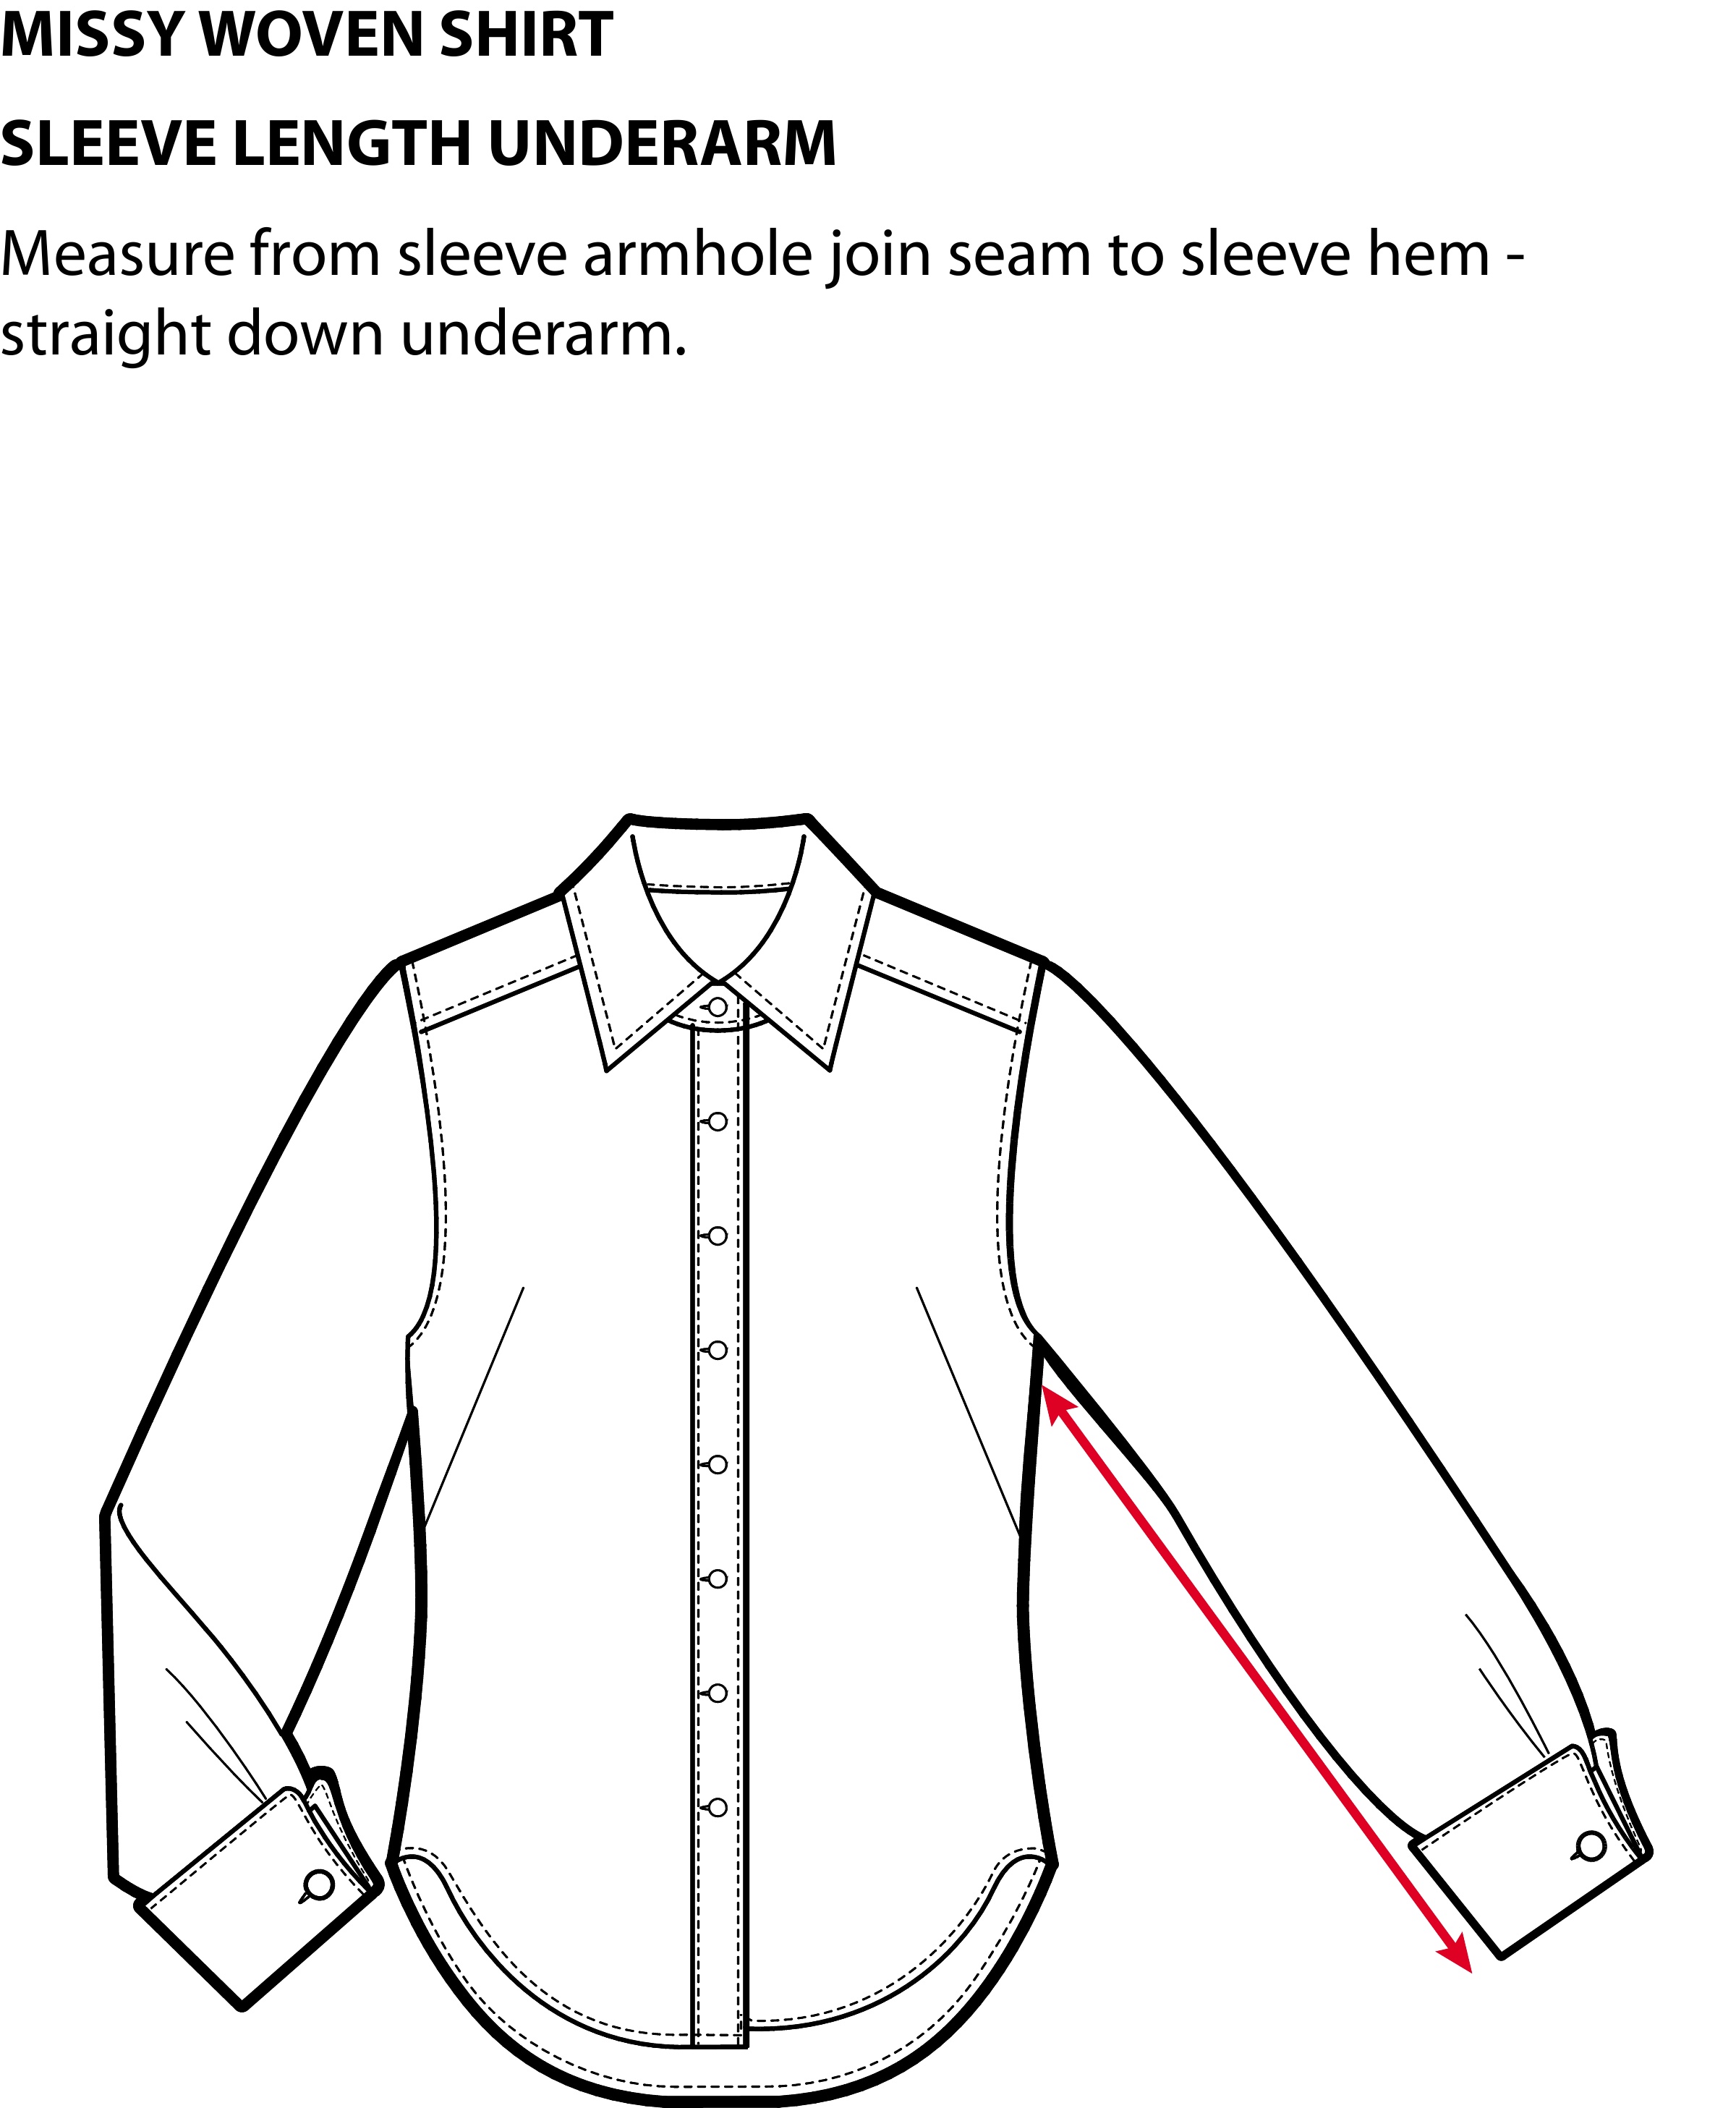 MISSY WOVEN SHIRT
SLEEVE LENGTH UNDERARM
Measure from sleeve armhole join seam to sleeve hem -
straight down underarm.